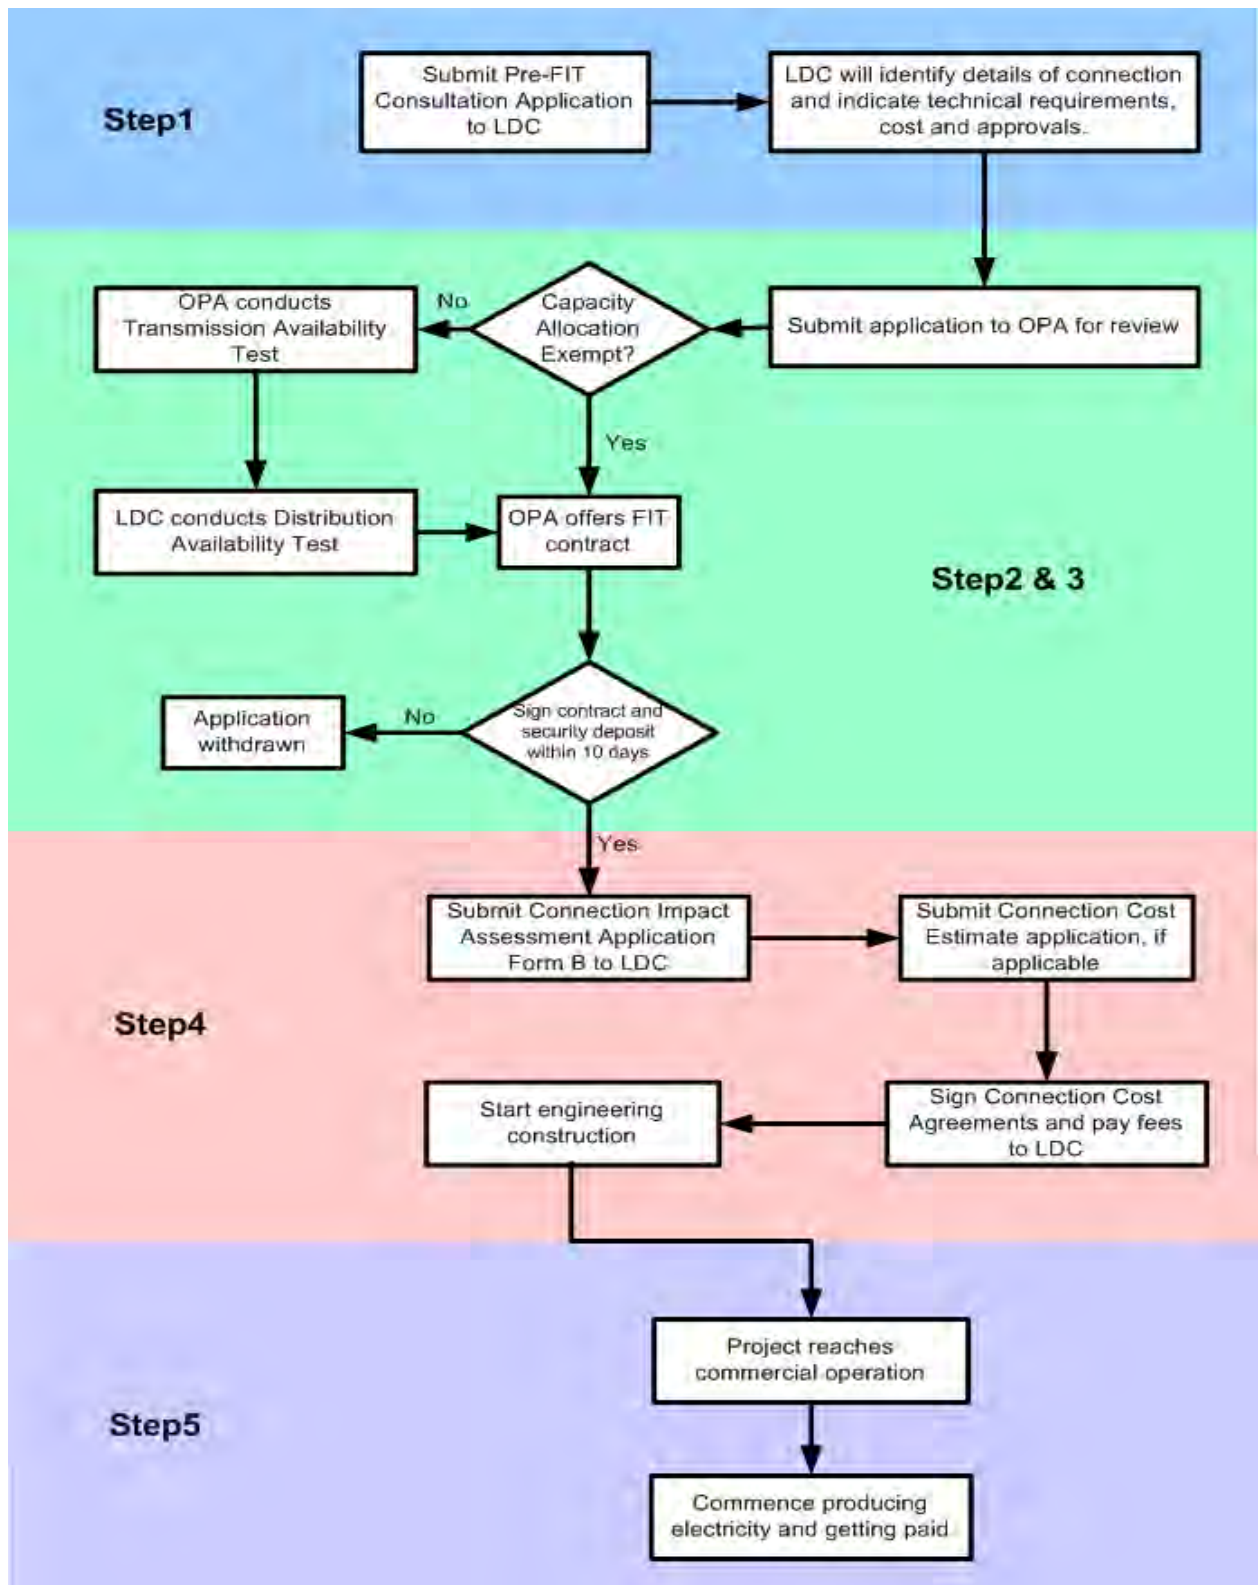 Step1
Submit Pre-FIT
Consultation Application
to LDC
LDC will identify details of connection
and indicate technical requirements,
cost and approvals.
OPA conducts
Transmission Availability
Test
No
Capacity
Allocation
Exempt?
Submit application to OPA for review
Yes
LDC conducts Distribution
Availability Test
OPA offers FIT
contract
Step2 & 3
Application
withdrawn
No
Sign contract and
security deposit
within 10 days
Yes
Submit Connection Impact
Assessment Application
Form B to LDC
Submit Connection Cost
Estimate application, if
applicable
Step4
Start engineering
construction
Sign Connection Cost
Agreements and pay fees
to LDC
Project reaches
commercial operation
Step5
Commence producing
electricity and getting paid